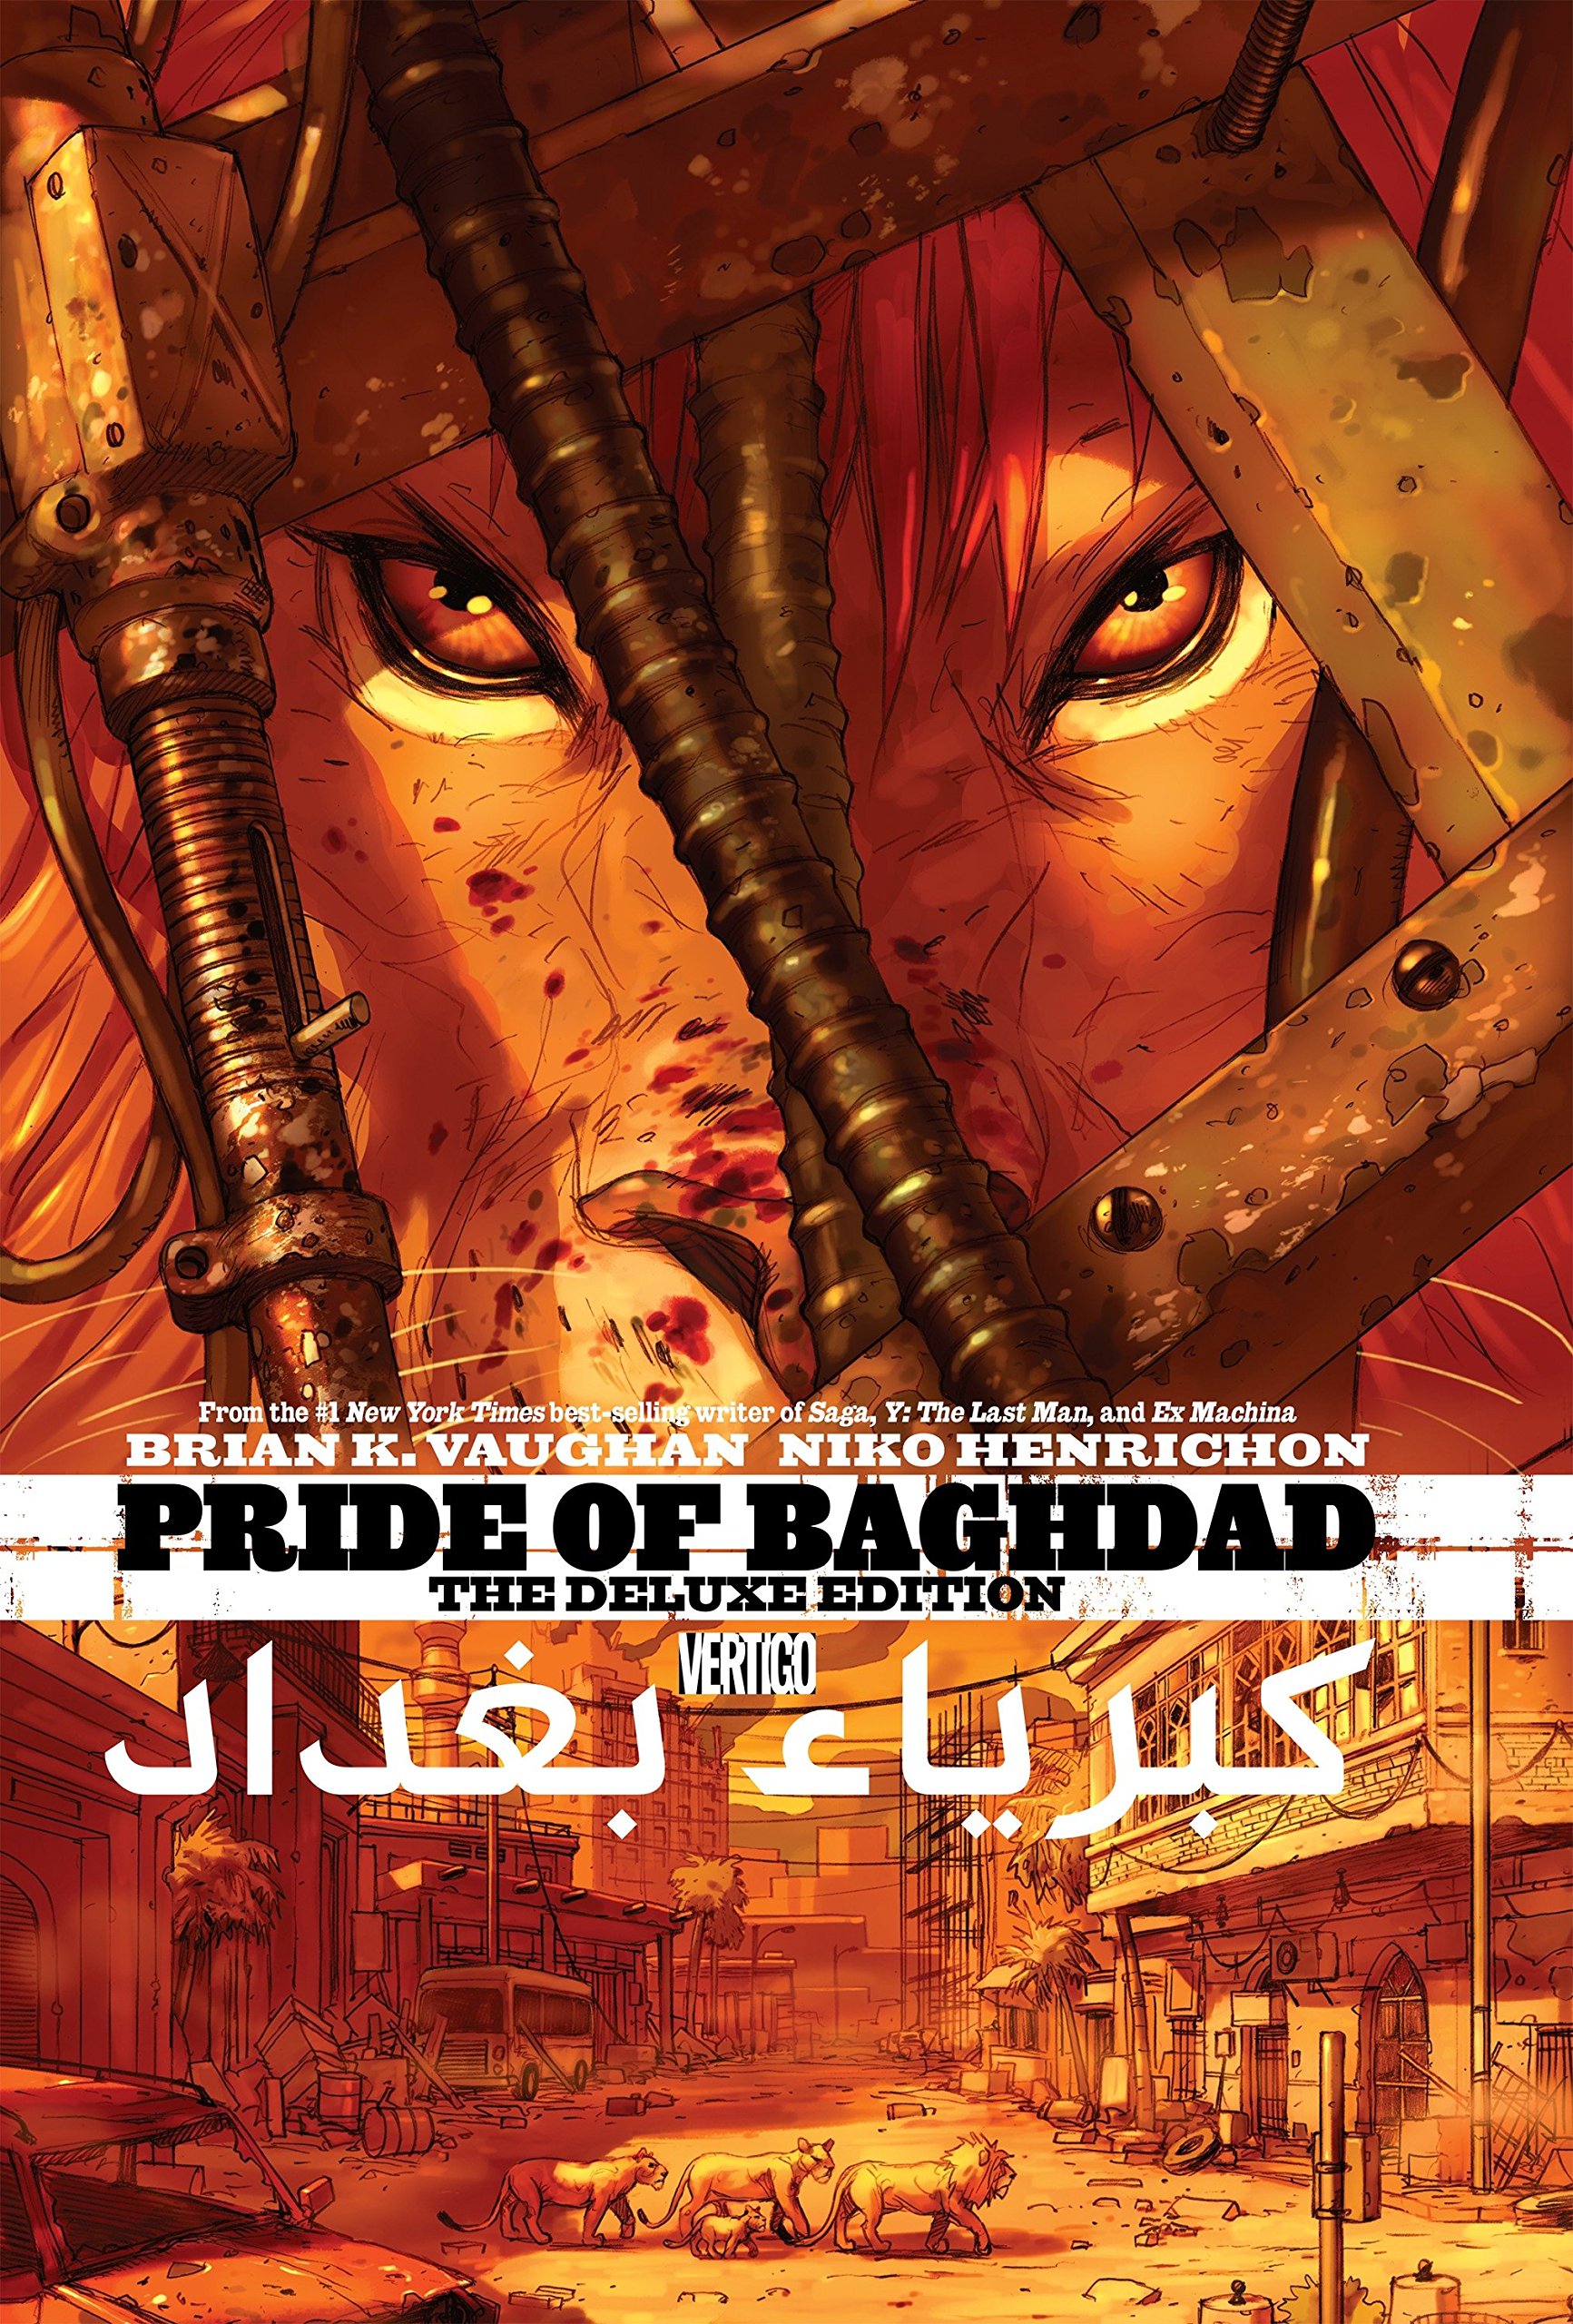 From the #1 New York Times best-selling writer of Saga, Y: The Last Man, and Ex Machina
BRIAN K. VAUGHAN NIKO HENRICHON
PRIDE OF BAGHDAD
THE DELUXE EDITION
VERTIGO
كبرياء بغداد